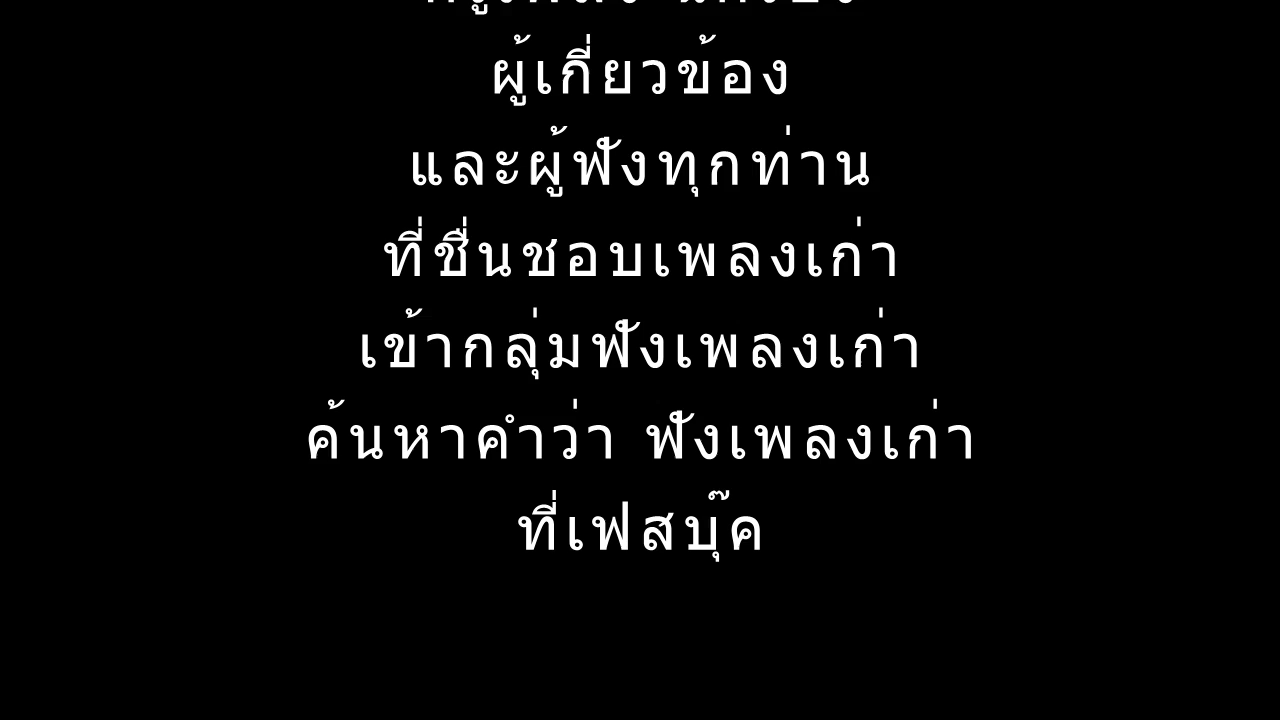 ผู้เกี่ยวข้อง
และผู้ฟังทุกท่าน
ที่ชื่นชอบเพลงเก่า
เข้ากลุ่มฟังเพลงเก่า
ค้นหาคำว่า ฟังเพลงเก่า
ที่เฟสบุ๊ค